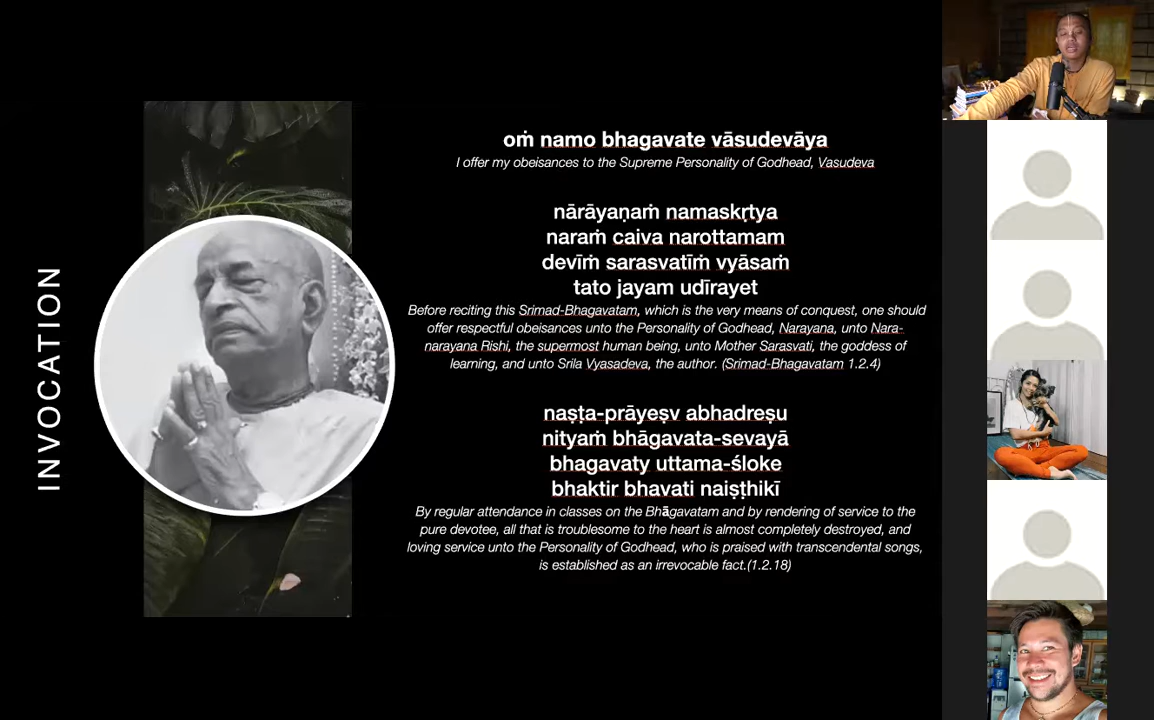 INVOCATION
oṁ namo bhagavate vāsudevāya
I offer my obeisances to the Supreme Personality of Godhead, Vasudeva
nārāyaṇaṁ namaskṛtya
naraṁ caiva narottamam
devīṁ sarasvatīṁ vyāsaṁ
tato jayam udīrayet
Before reciting this Srimad-Bhagavatam, which is the very means of conquest, one should
offer respectful obeisances unto the Personality of Godhead, Narayana, unto Nara-
narayana Rishi, the supermost human being, unto Mother Sarasvati, the goddess of
learning, and unto Srila Vyasadeva, the author. (Srimad-Bhagavatam 1.2.4)
naṣṭa-prāyeṣv abhadreṣu
nityaṁ bhāgavata-sevayā
bhagavaty uttama-śloke
bhaktir bhavati naiṣṭhikī
By regular attendance in classes on the Bhāgavatam and by rendering of service to the
pure devotee, all that is troublesome to the heart is almost completely destroyed, and
loving service unto the Personality of Godhead, who is praised with transcendental songs,
is established as an irrevocable fact.(1.2.18)